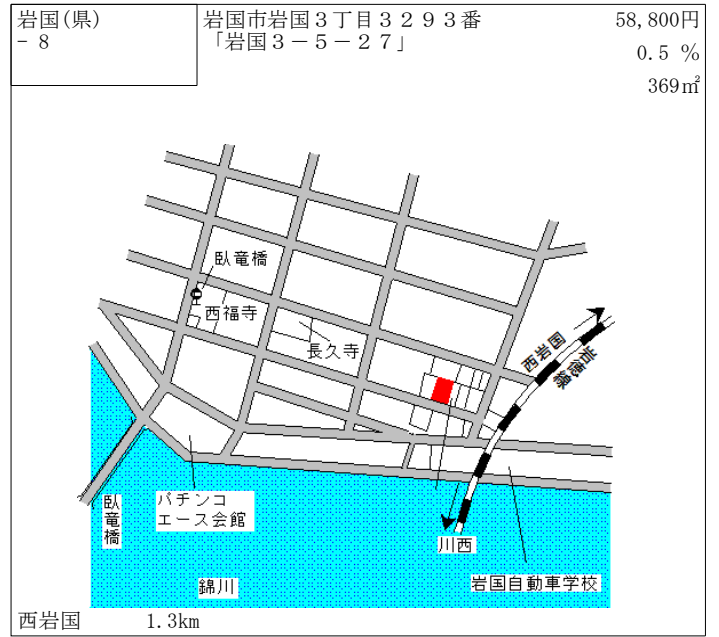 岩国(県)
－８
岩国市岩国３丁目３２９３番
「岩国３－５－２７」
58,800円
0.5 %
369㎡
臥竜橋
西福寺
長久寺
西岩国
岩徳線
臥竜橋
パチンコ
エース会館
川西
錦川
岩国自動車学校
西岩国 1.3km